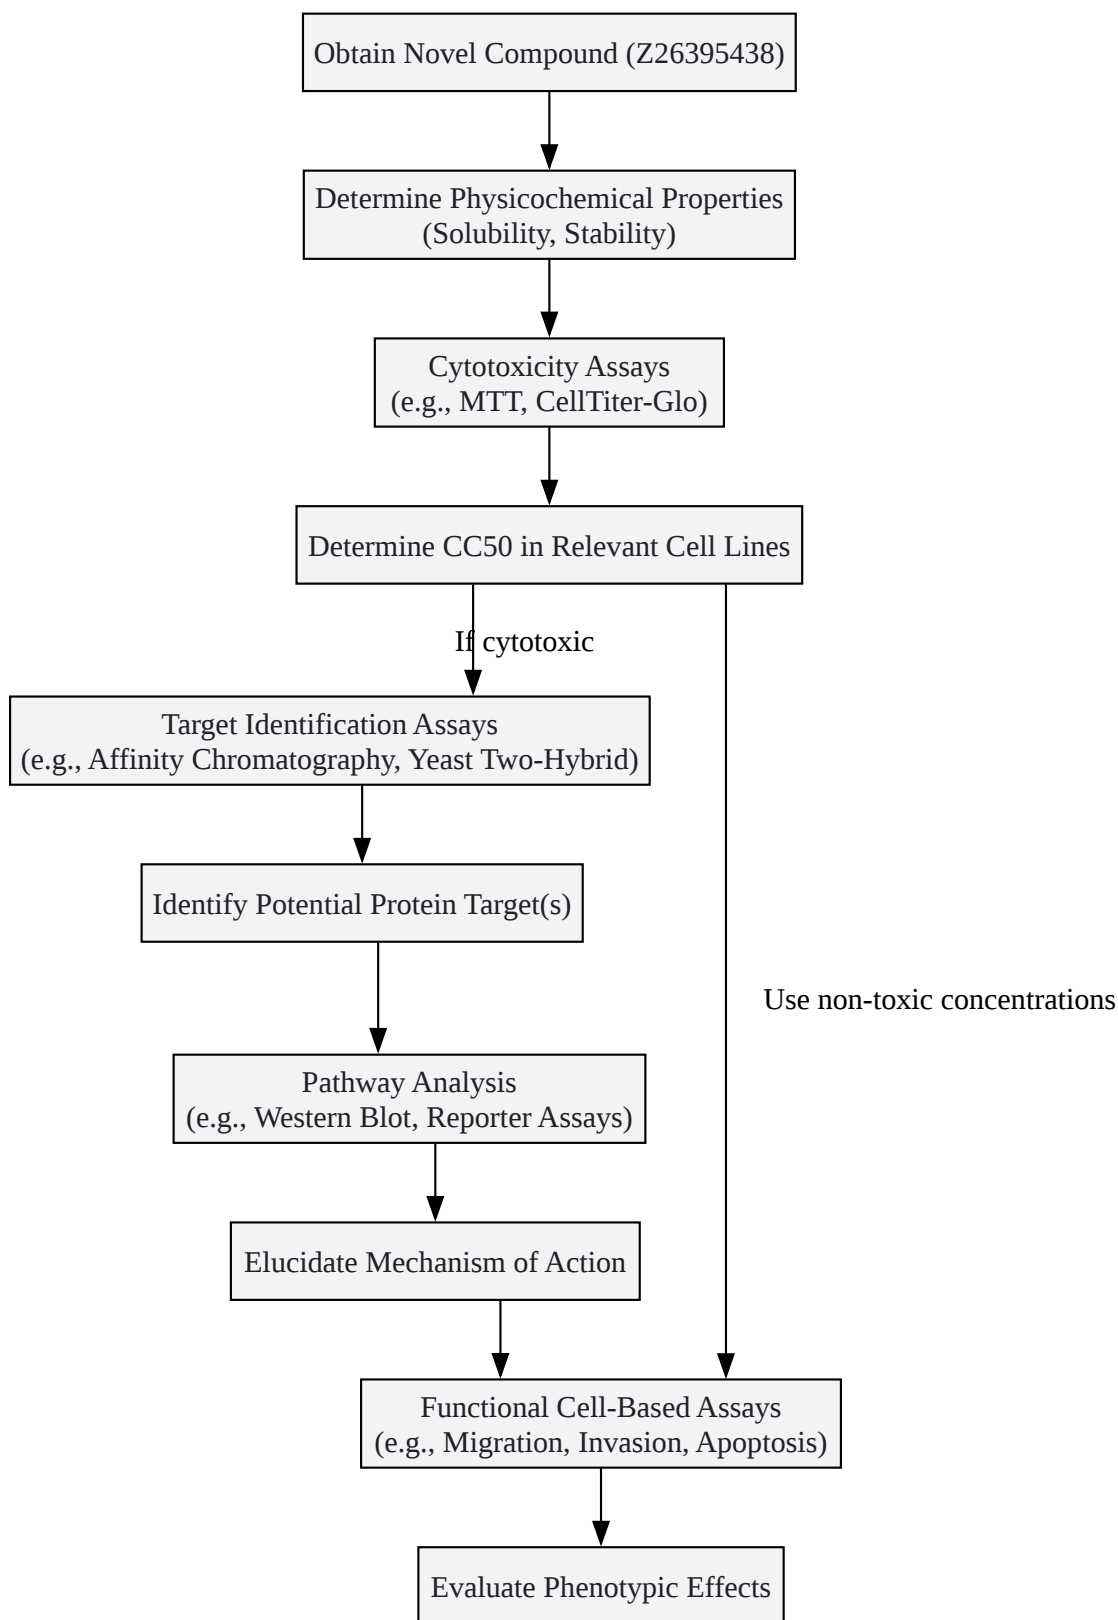 Obtain Novel Compound (Z26395438)
Determine Physicochemical Properties
(Solubility, Stability)
Cytotoxicity Assays
(e.g., MTT, CellTiter-Glo)
Determine CC50 in Relevant Cell Lines
If cytotoxic
Target Identification Assays
(e.g., Affinity Chromatography, Yeast Two-Hybrid)
Identify Potential Protein Target(s)
Use non-toxic concentrations
Pathway Analysis
(e.g., Western Blot, Reporter Assays)
Elucidate Mechanism of Action
Functional Cell-Based Assays
(e.g., Migration, Invasion, Apoptosis)
Evaluate Phenotypic Effects